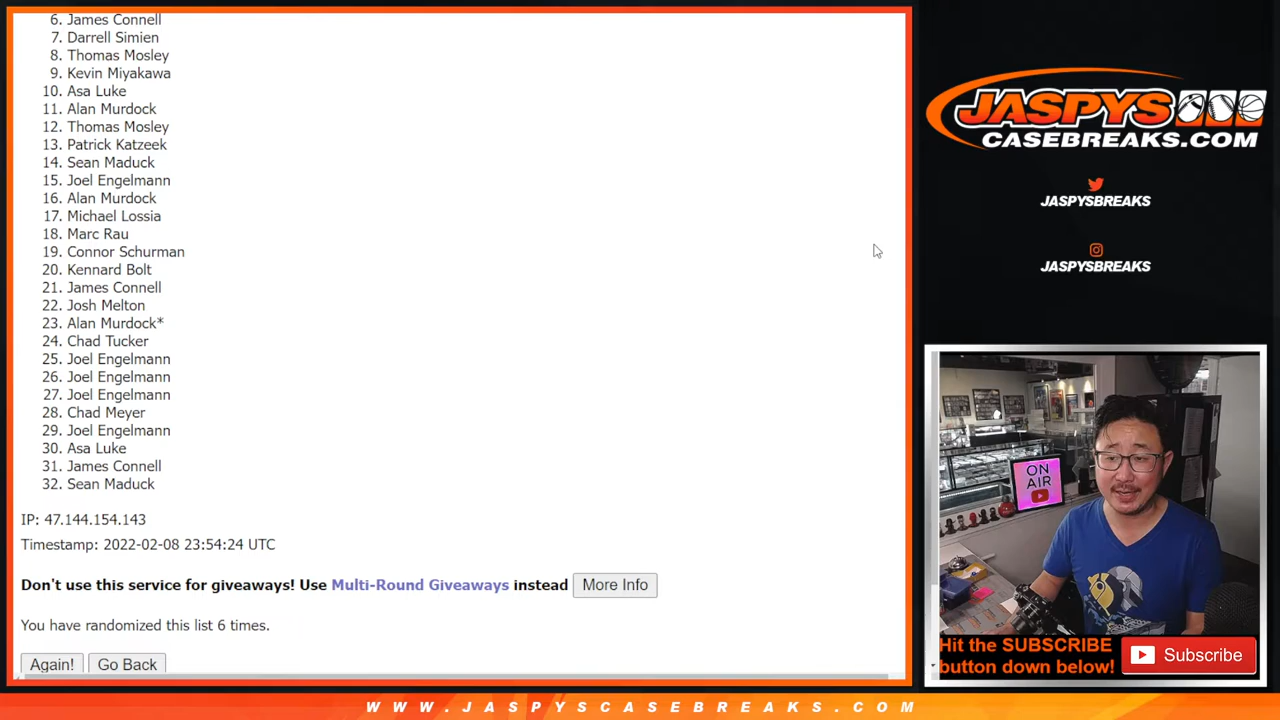 6. James Connell
7. Darrell Simien
8. Thomas Mosley
9. Kevin Miyakawa
10. Asa Luke
11. Alan Murdock
12. Thomas Mosley
13. Patrick Katzeek
14. Sean Maduck
15. Joel Engelmann
16. Alan Murdock
17. Michael Lossia
18. Marc Rau
19. Connor Schurman
20. Kennard Bolt
21. James Connell
22. Josh Melton
23. Alan Murdock*
24. Chad Tucker
25. Joel Engelmann
26. Joel Engelmann
27. Joel Engelmann
28. Chad Meyer
29. Joel Engelmann
30. Asa Luke
31. James Connell
32. Sean Maduck
IP: 47.144.154.143
Timestamp: 2022-02-08 23:54:24 UTC
Don't use this service for giveaways! Use Multi-Round Giveaways instead More Info
You have randomized this list 6 times.
Again! Go Back
JASPYS
CASEBREAKS.COM
JASPYSBREAKS
JASPYSBREAKS
ON
AIR
Hit the SUBSCRIBE
button down below!
Subscribe
WWW.JASPYSCASEBREAKS.COM